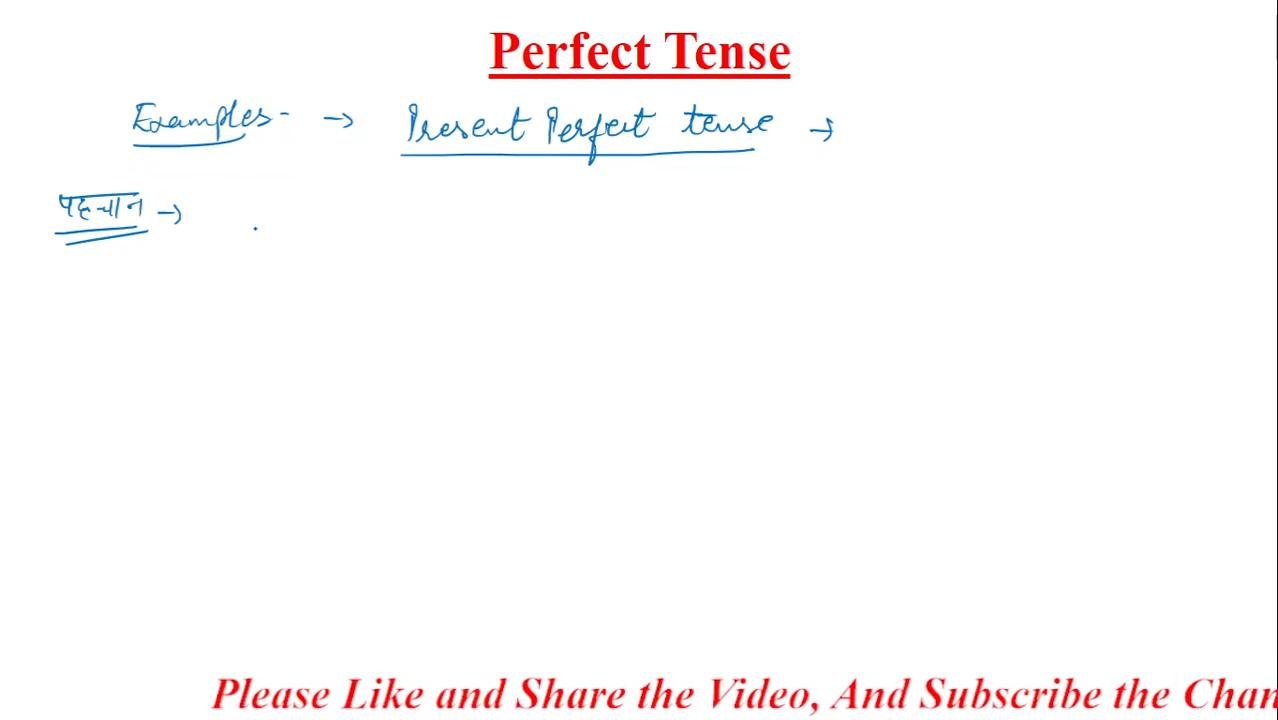 Perfect Tense
Examples- → Present Perfect tense →
पहचान →
Please Like and Share the Video, And Subscribe the Chan